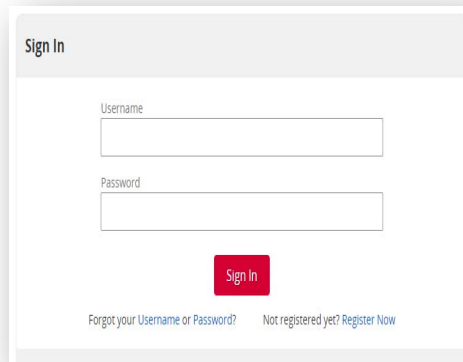 Sign In
Username
Password
Sign In
Forgot your Username or Password? Not registered yet? Register Now